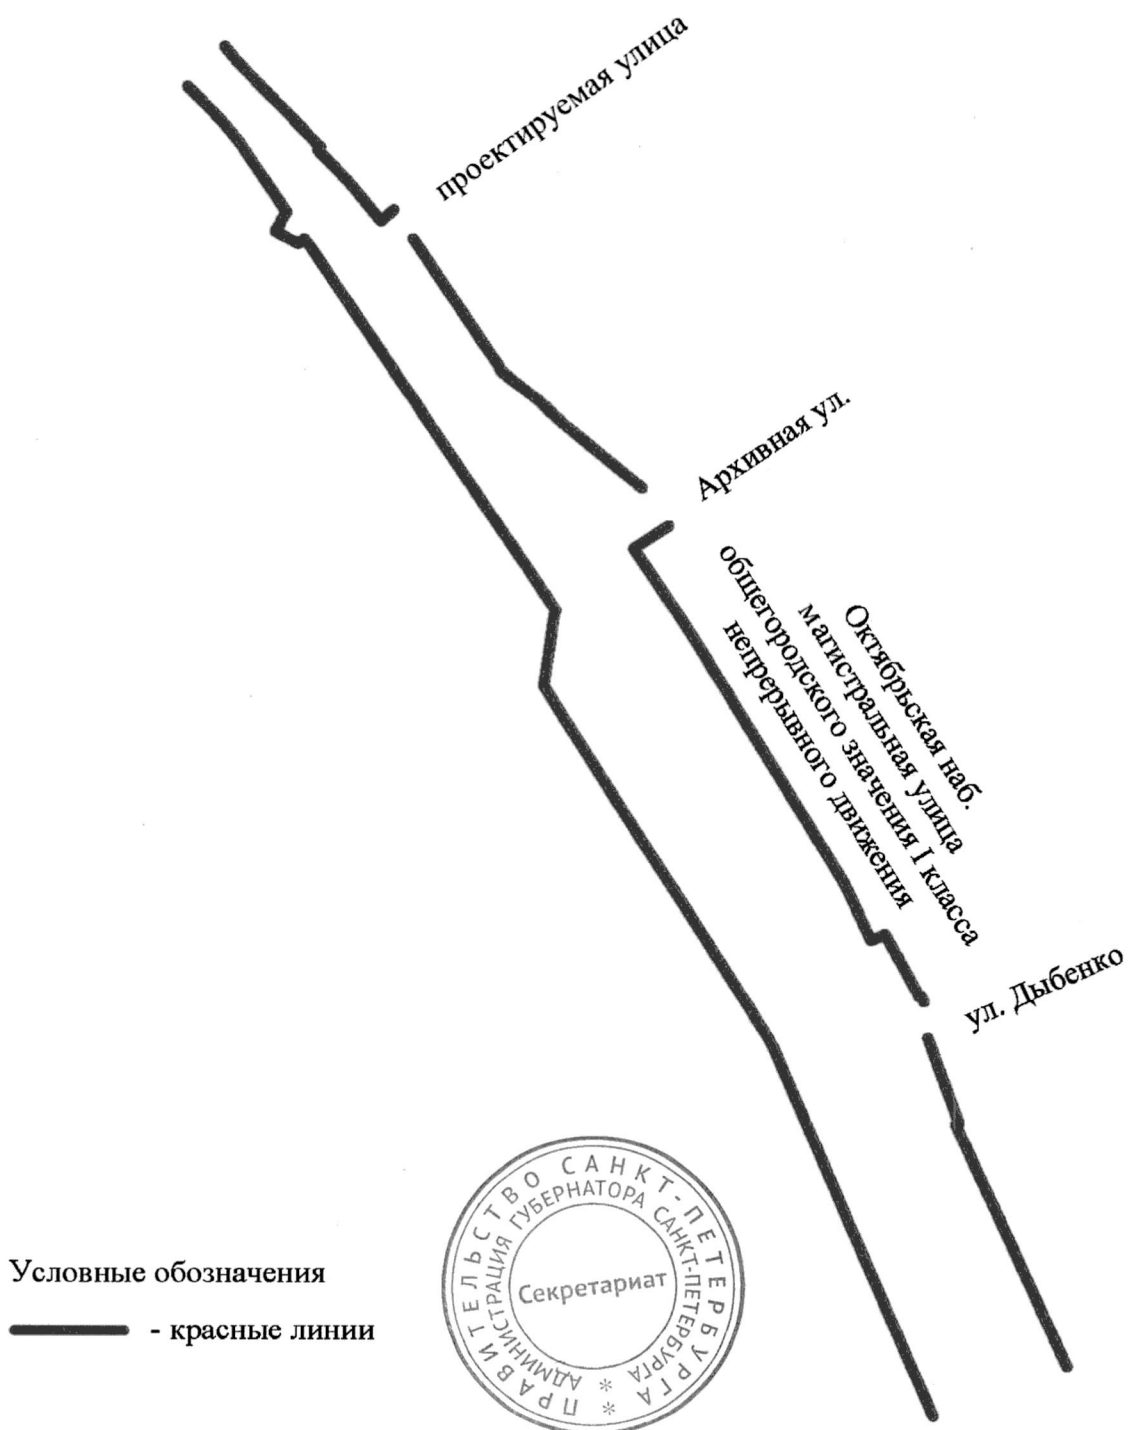 проектируемая улица
Архивная ул.
Октябрьская наб.
магистральная улица
общегородского значения I класса
непрерывного движения
ул. Дыбенко
ПРАВИТЕЛЬСТВО САНКТ-ПЕТЕРБУРГА
АДМИНИСТРАЦИЯ ГУБЕРНАТОРА САНКТ-ПЕТЕРБУРГА
Секретариат
Условные обозначения
- красные линии